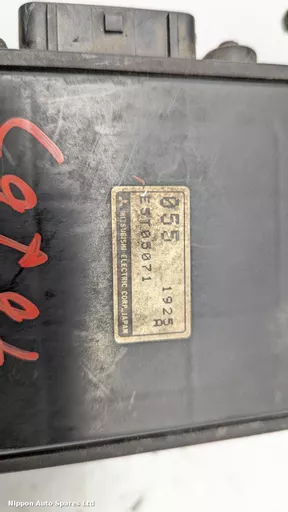 055
E5T05071 1925
A
MITSUBISHI ELECTRIC CORP. JAPAN
Nippon Auto Spares Ltd